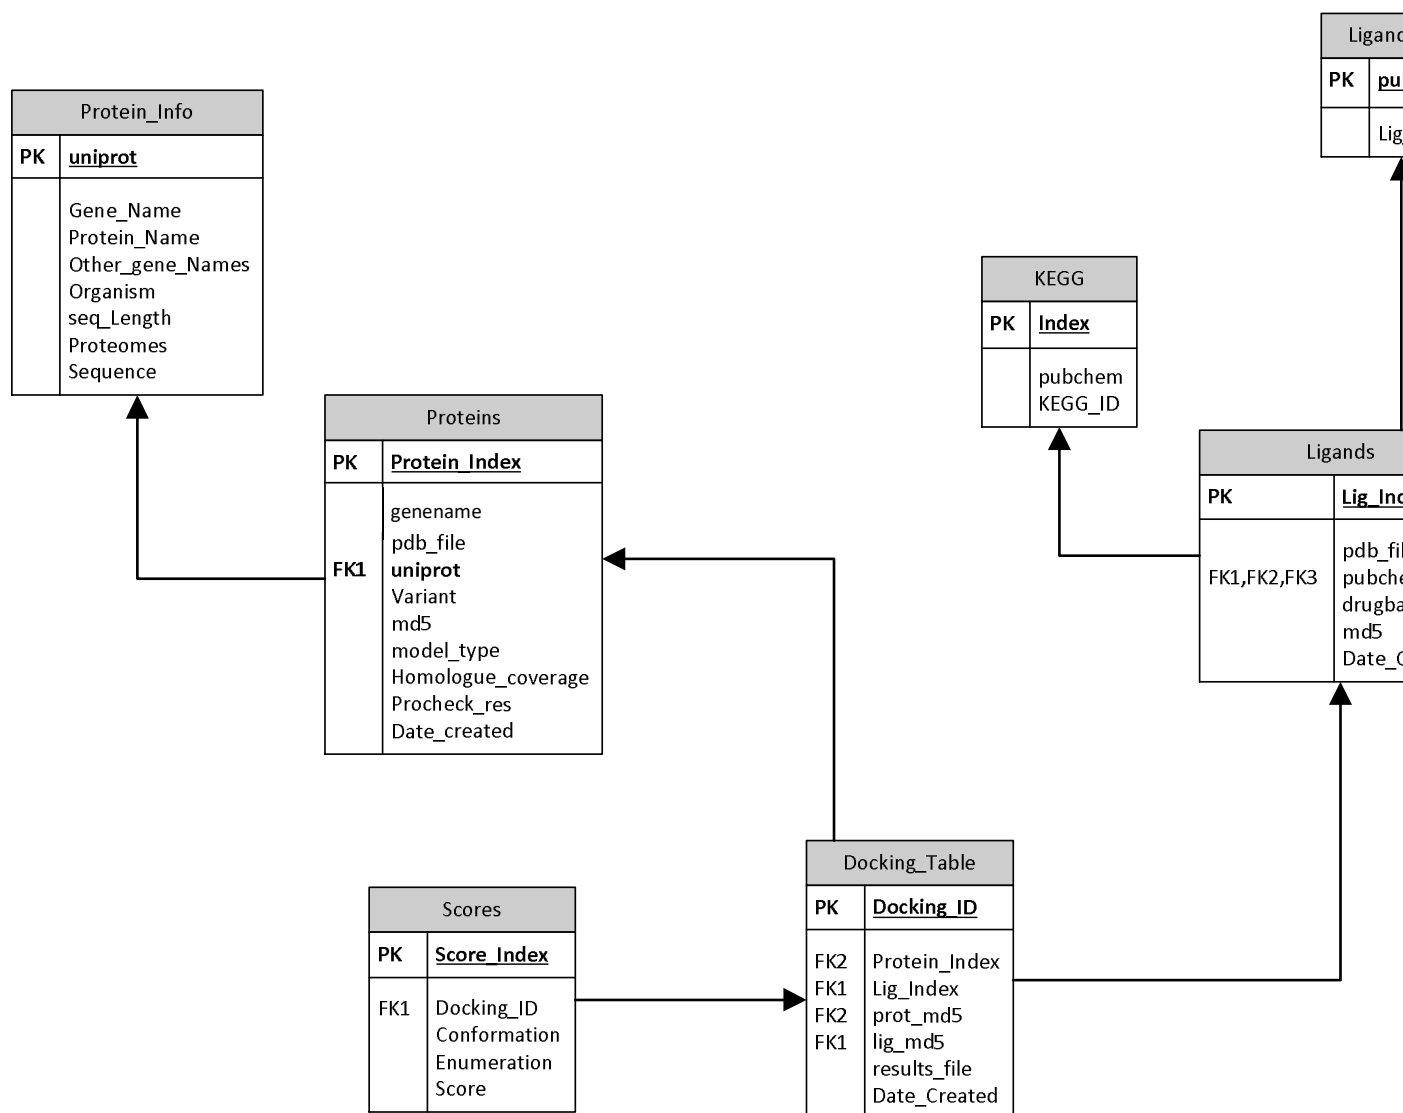 Protein_Info
PK uniprot
Gene_Name
Protein_Name
Other_gene_Names
Organism
seq_Length
Proteomes
Sequence
Proteins
PK Protein_Index
genename
pdb_file
FK1 uniprot
Variant
md5
model_type
Homologue_coverage
Procheck_res
Date_created
KEGG
PK Index
pubchem
KEGG_ID
PK
Ligands
PK
FK1,FK2,FK3
md5
Scores
PK Score_Index
FK1 Docking_ID
Conformation
Enumeration
Score
Docking_Table
PK Docking_ID
FK2 Protein_Index
FK1 Lig_Index
FK2 prot_md5
FK1 lig_md5
results_file
Date_Created